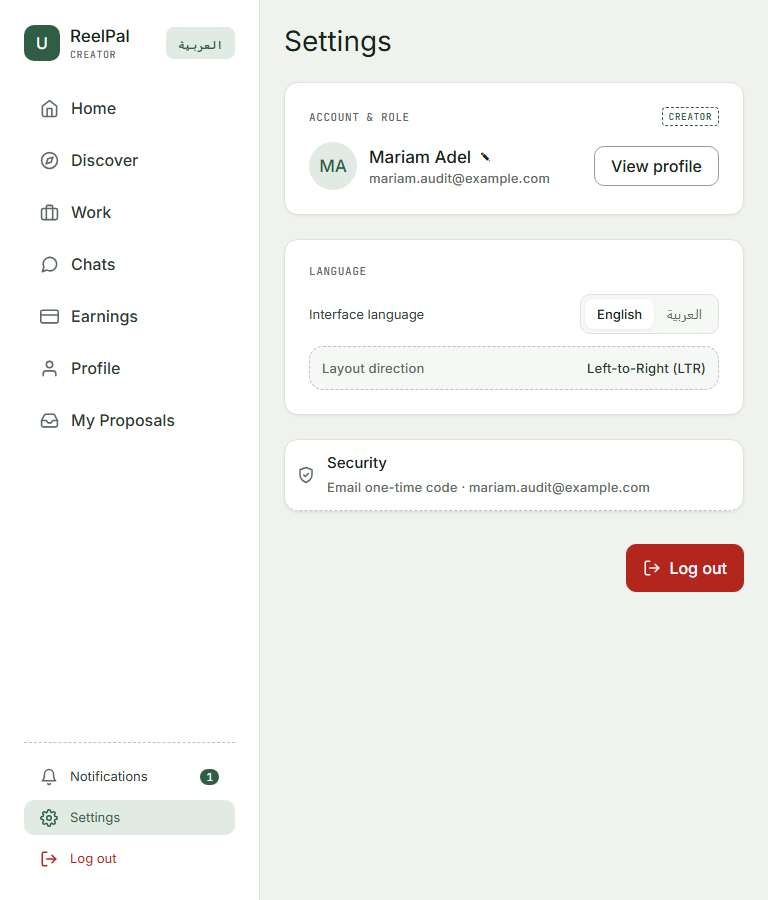 U
ReelPal
CREATOR
العربية
Home
Discover
Work
Chats
Earnings
Profile
My Proposals
Notifications
1
Settings
Log out
Settings
ACCOUNT & ROLE
CREATOR
MA
Mariam Adel
mariam.audit@example.com
View profile
LANGUAGE
Interface language
English
العربية
Layout direction
Left-to-Right (LTR)
Security
Email one-time code · mariam.audit@example.com
Log out